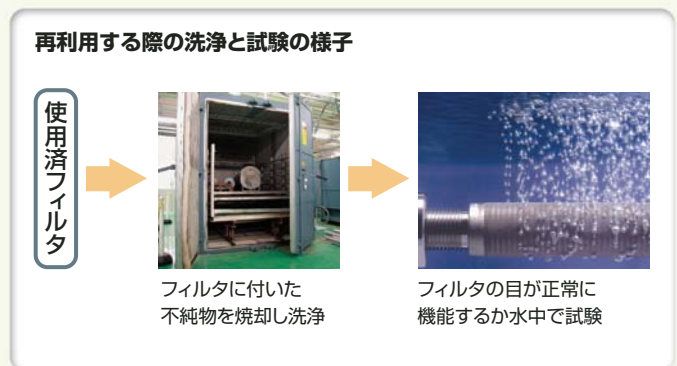 再利用する際の洗浄と試験の様子
使用済フィルタ
フィルタに付いた
不純物を焼却し洗浄
フィルタの目が正常に
機能するか水中で試験